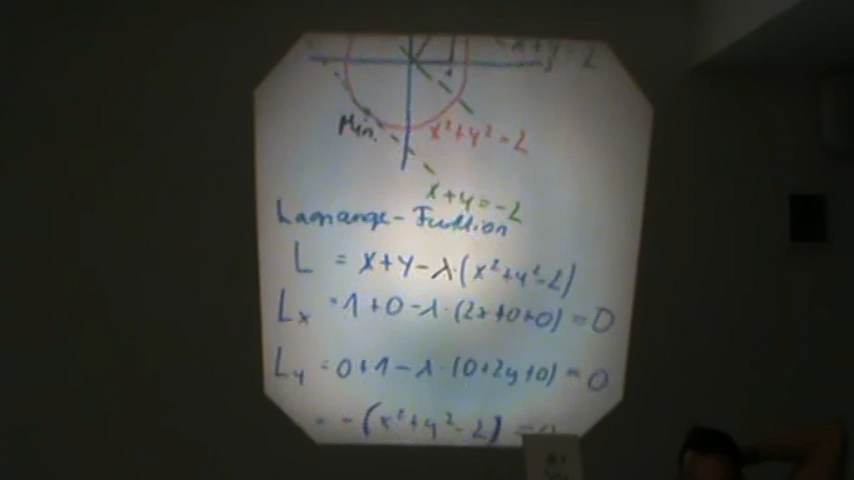 x+y=2
Min.
x²+y²=2
x+y=-2
Lagrange-Funktion
L = x+y-λ·(x²+y²-2)
Lx = 1+0-λ·(2x+0+0) = 0
Ly = 0+1-λ·(0+2y+0) = 0
= -(x²+y²-2) = 0